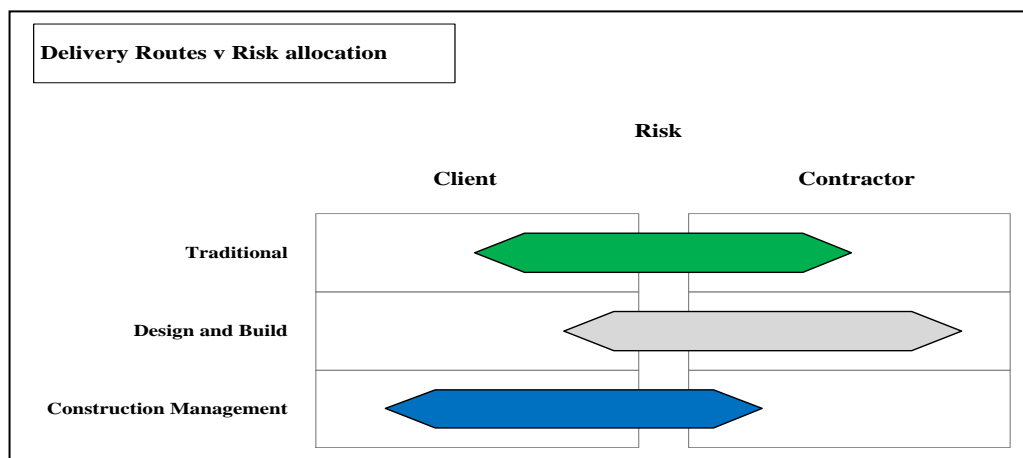 Delivery Routes v Risk allocation
Risk
Client Contractor
Traditional
Design and Build
Construction Management